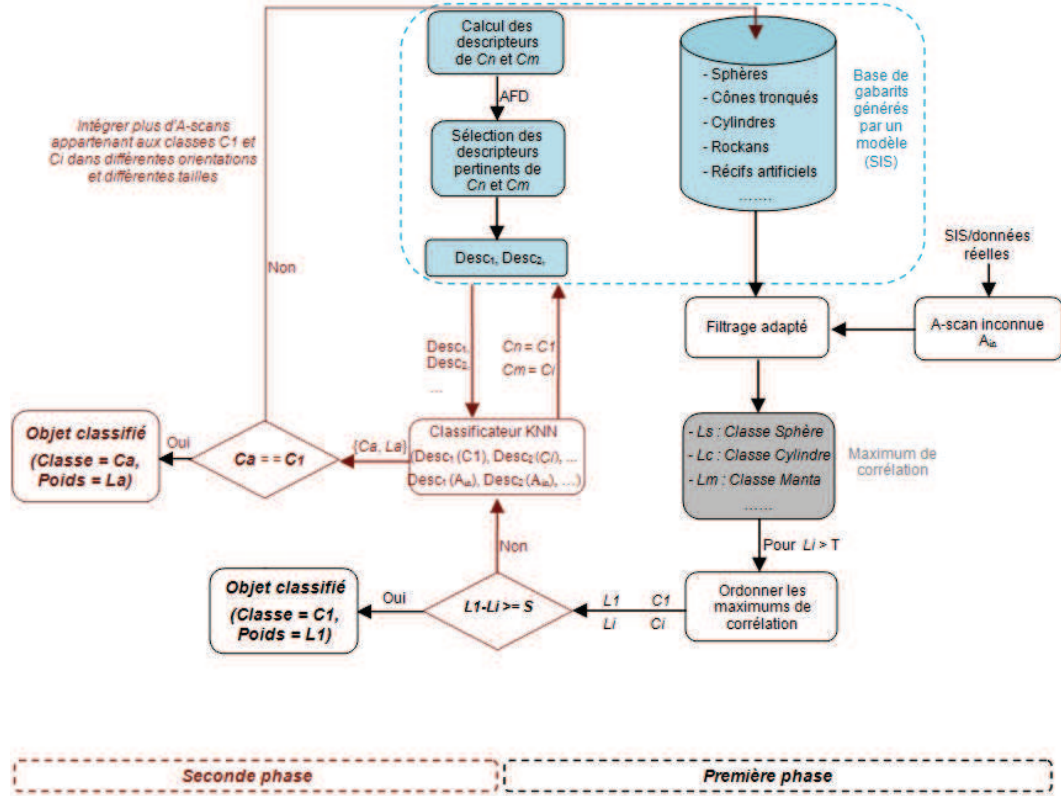 Calcul des
descripteurs
de Cn et Cm
AFD
Sélection des
descripteurs
pertinents de
Cn et Cm
Desc₁, Desc₂,
- Sphères
- Cônes tronqués
- Cylindres
- Rockans
- Récifs artificiels
.......
Base de
gabarits
générés
par un
modèle
(SIS)
Intégrer plus d'A-scans
appartenant aux classes C1 et
Ci dans différentes orientations
et différentes tailles
Non
SIS/données
réelles
Filtrage adapté
A-scan inconnue
Aᵢₙ
Desc₁,
Desc₂,
...
Cn = C1
Cm = Ci
Objet classifié
(Classe = Ca,
Poids = La)
Oui
Ca = = C1
{Ca, La}
Classificateur KNN
(Desc₁ (C1), Desc₂ (Ci), ...
Desc₁ (Aᵢₙ), Desc₂ (Aᵢₙ), ....)
- Ls : Classe Sphère
- Lc : Classe Cylindre
- Lm : Classe Manta
......
Maximum de
corrélation
Non
Pour Li > T
Objet classifié
(Classe = C1,
Poids = L1)
Oui
L1-Li >= S
L1 C1
Li Ci
Ordonner les
maximums de
corrélation
Seconde phase
Première phase